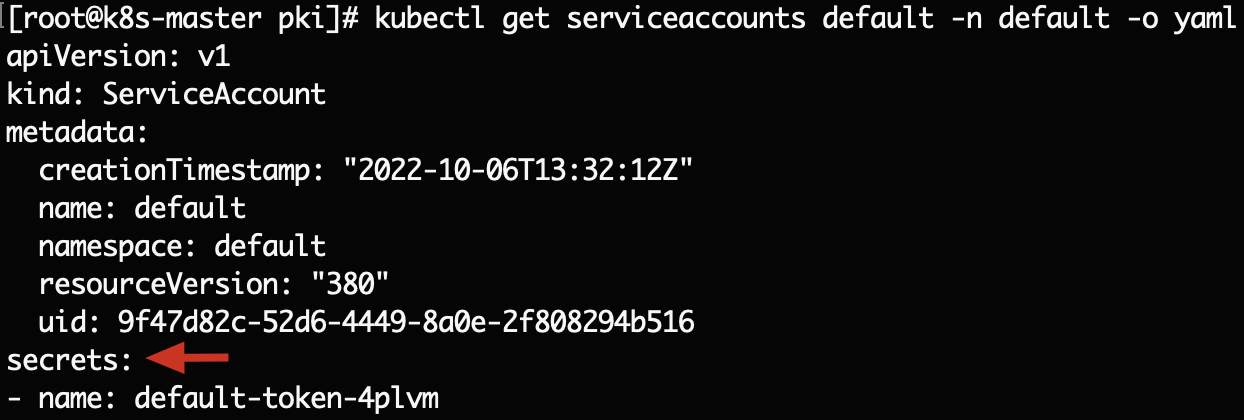 [root@k8s-master pki]# kubectl get serviceaccounts default -n default -o yaml
apiVersion: v1
kind: ServiceAccount
metadata:
  creationTimestamp: "2022-10-06T13:32:12Z"
  name: default
  namespace: default
  resourceVersion: "380"
  uid: 9f47d82c-52d6-4449-8a0e-2f808294b516
secrets:
- name: default-token-4plvm